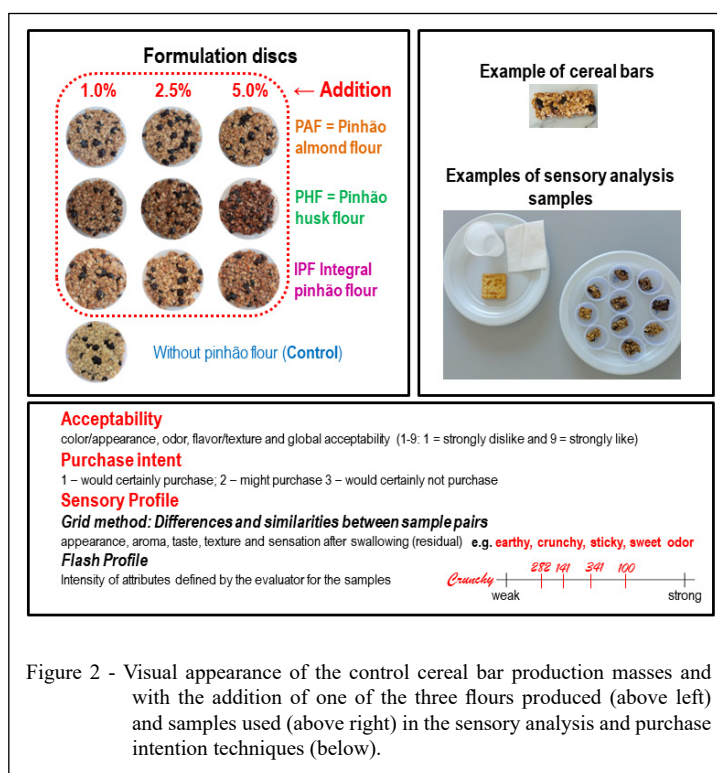 Formulation discs
1.0% 2.5% 5.0% ← Addition
PAF = Pinhão
almond flour
PHF = Pinhão
husk flour
IPF Integral
pinhão flour
Without pinhão flour (Control)
Example of cereal bars
Examples of sensory analysis
samples
Acceptability
color/appearance, odor, flavor/texture and global acceptability (1-9: 1 = strongly dislike and 9 = strongly like)
Purchase intent
1 – would certainly purchase; 2 – might purchase 3 – would certainly not purchase
Sensory Profile
Grid method: Differences and similarities between sample pairs
appearance, aroma, taste, texture and sensation after swallowing (residual) e.g. earthy, crunchy, sticky, sweet odor
Flash Profile
Intensity of attributes defined by the evaluator for the samples
Crunchy 282 141 341 100
weak strong
Figure 2 - Visual appearance of the control cereal bar production masses and
with the addition of one of the three flours produced (above left)
and samples used (above right) in the sensory analysis and purchase
intention techniques (below).